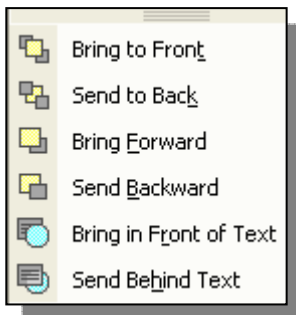 Bring to Front
Send to Back
Bring Forward
Send Backward
Bring in Front of Text
Send Behind Text